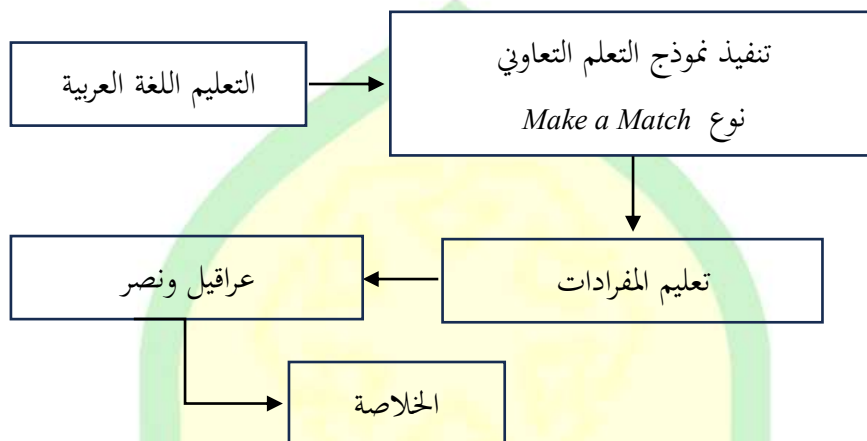 التعليم اللغة العربية
تنفيذ نموذج التعلم التعاوني
نوع Make a Match
تعليم المفرادات
عراقيل ونصر
الخلاصة